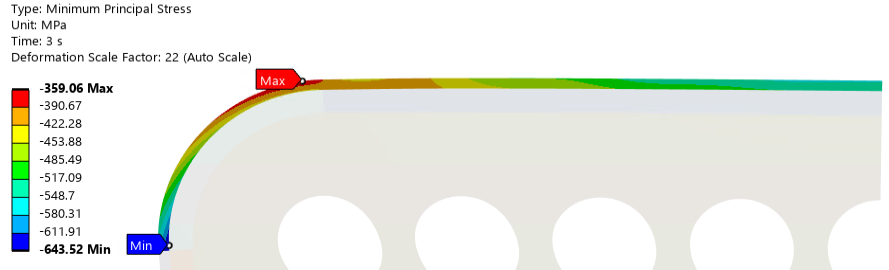 Type: Minimum Principal Stress
Unit: MPa
Time: 3 s
Deformation Scale Factor: 22 (Auto Scale)
Max
-359.06 Max
-390.67
-422.28
-453.88
-485.49
-517.09
-548.7
-580.31
-611.91
-643.52 Min
Min